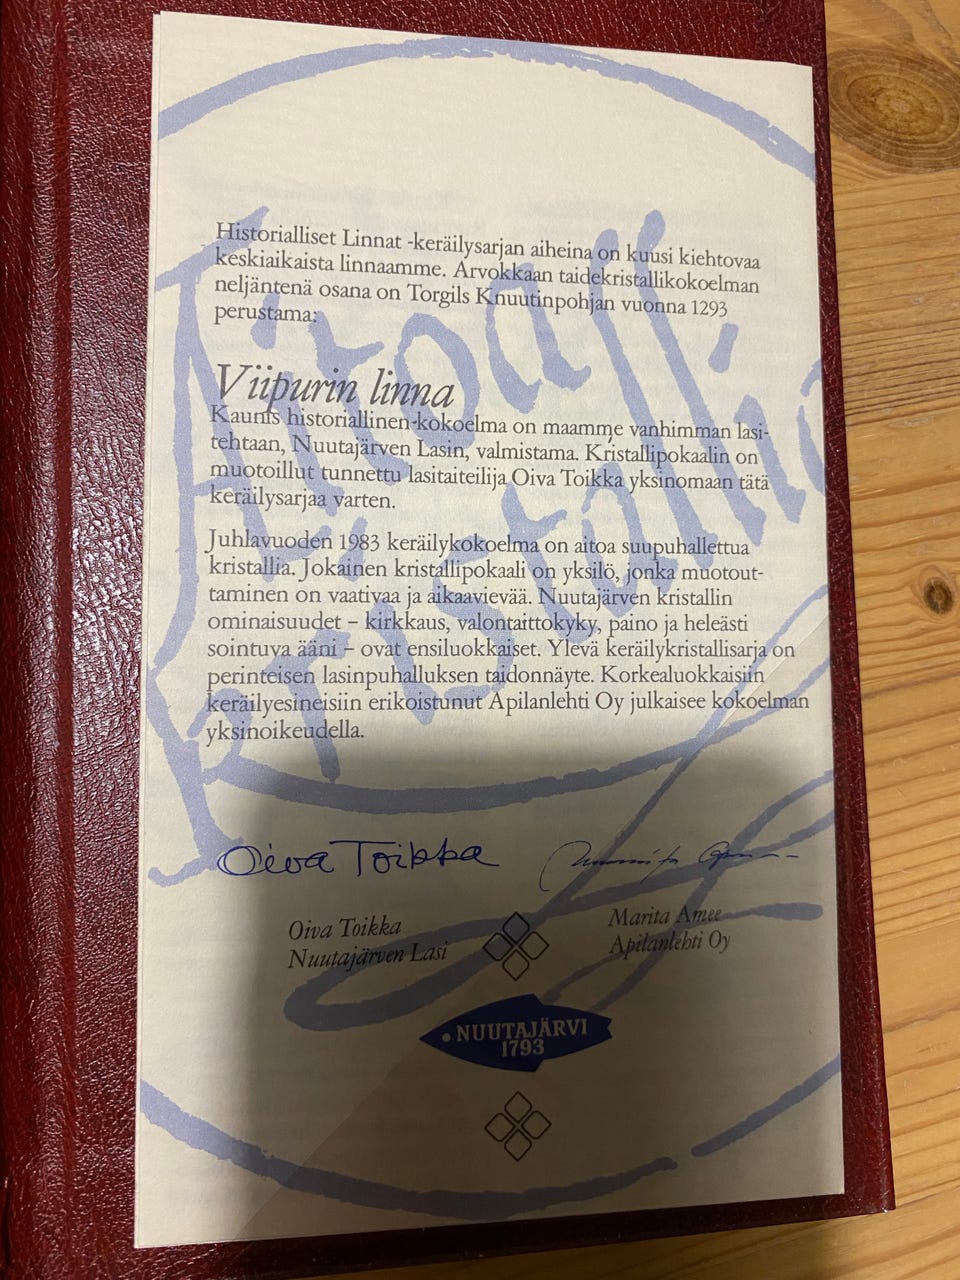 Historialliset Linnat -keräilysarjan aiheina on kuusi kiehtovaa
keskiaikaista linnaamme. Arvokkaan taidekristallikokoelman
neljäntenä osana on Torgils Knuutinpohjan vuonna 1293
perustama:
Viipurin linna
Kaunis historiallinen-kokoelma on maamme vanhimman lasi-
tehtaan, Nuutajärven Lasin, valmistama. Kristallipokaalin on
muotoillut tunnettu lasitaiteilija Oiva Toikka yksinomaan tätä
keräilysarjaa varten.
Juhlavuoden 1983 keräilykokoelma on aitoa suupuhallettua
kristallia. Jokainen kristallipokaali on yksilö, jonka muotout-
taminen on vaativaa ja aikaavievää. Nuutajärven kristallin
ominaisuudet – kirkkaus, valontaittokyky, paino ja heleästi
sointuva ääni – ovat ensiluokkaiset. Ylevä keräilykristallisarja on
perinteisen lasinpuhalluksen taidonnäyte. Korkealuokkaisiin
keräilyesineisiin erikoistunut Apilanlehti Oy julkaisee kokoelman
yksinoikeudella.
Oiva Toikka
Oiva Toikka
Nuutajärven Lasi
Marita Amee
Apilanlehti Oy
NUUTAJÄRVI
1793